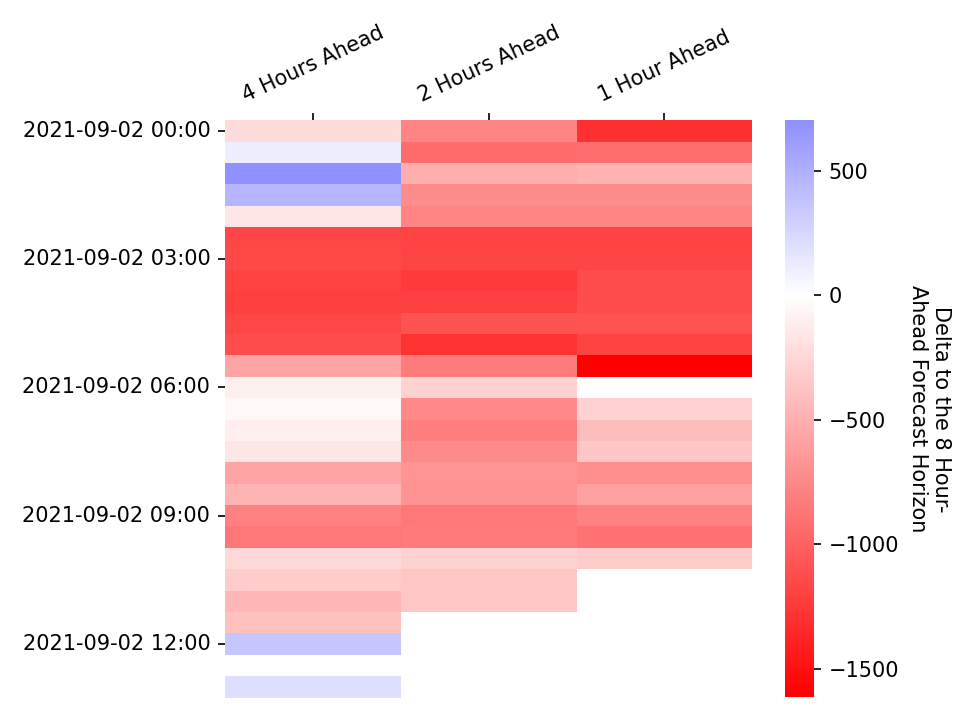 4 Hours Ahead
2 Hours Ahead
1 Hour Ahead
2021-09-02 00:00
2021-09-02 03:00
2021-09-02 06:00
2021-09-02 09:00
2021-09-02 12:00
500
0
−500
−1000
−1500
Delta to the 8 Hour-
Ahead Forecast Horizon